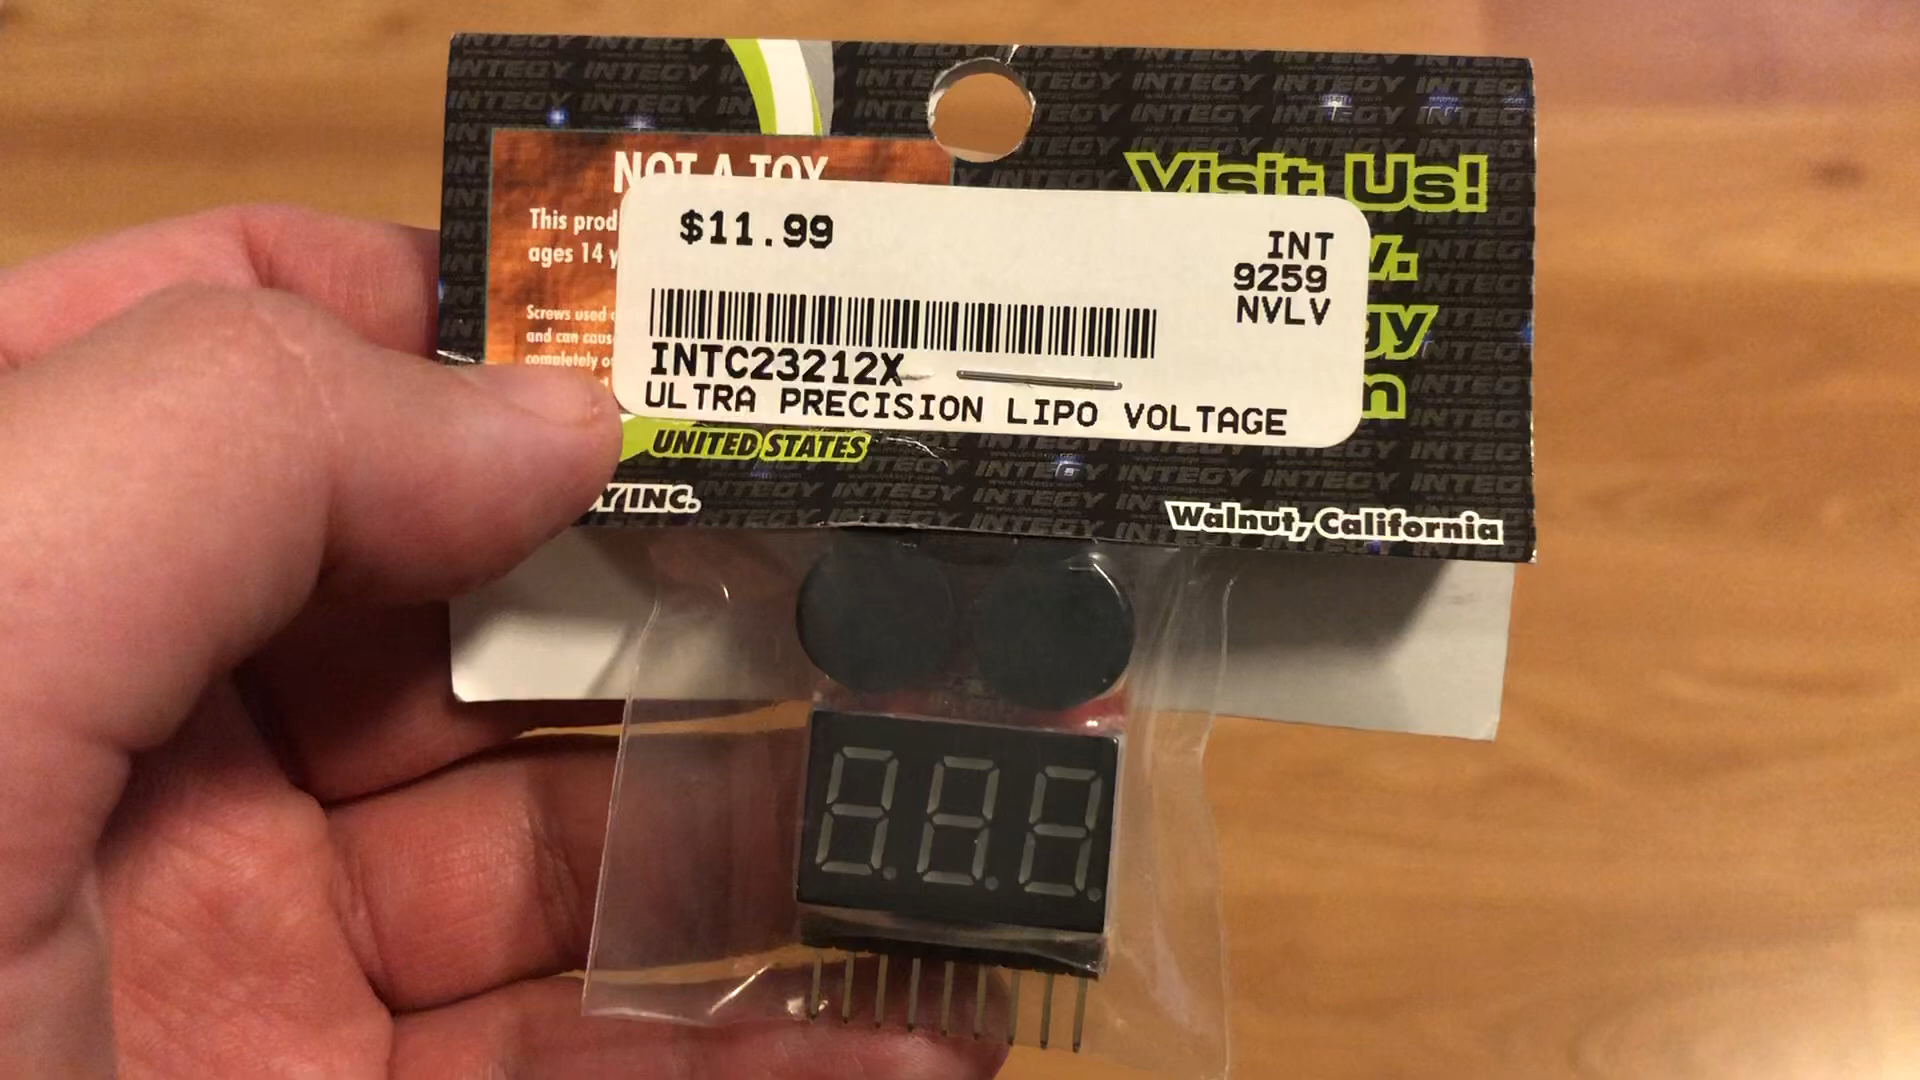 NOT A TOY
Visit Us!
This prod
ages 14 y
Screws used
and can caus
completely o
$11.99
INT
9259
NVLV
INTC23212X
ULTRA PRECISION LIPO VOLTAGE
UNITED STATES
Y INC.
Walnut, California
INTEGY